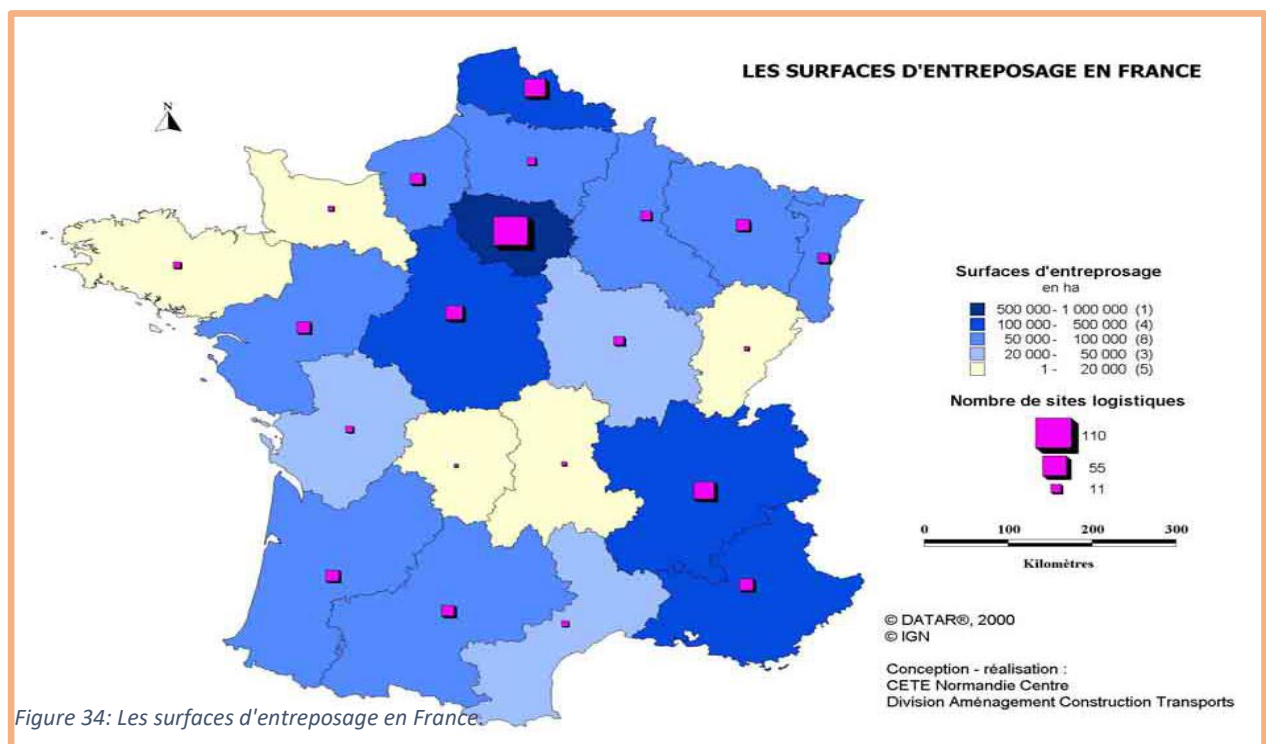 LES SURFACES D'ENTREPOSAGE EN FRANCE
N
Surfaces d'entreprosage
en ha
500 000 - 1 000 000 (1)
100 000 - 500 000 (4)
50 000 - 100 000 (8)
20 000 - 50 000 (3)
1 - 20 000 (5)
Nombre de sites logistiques
110
55
11
0 100 200 300
Kilomètres
© DATAR®, 2000
© IGN
Conception - réalisation :
CETE Normandie Centre
Division Aménagement Construction Transports
Figure 34: Les surfaces d'entreposage en France.